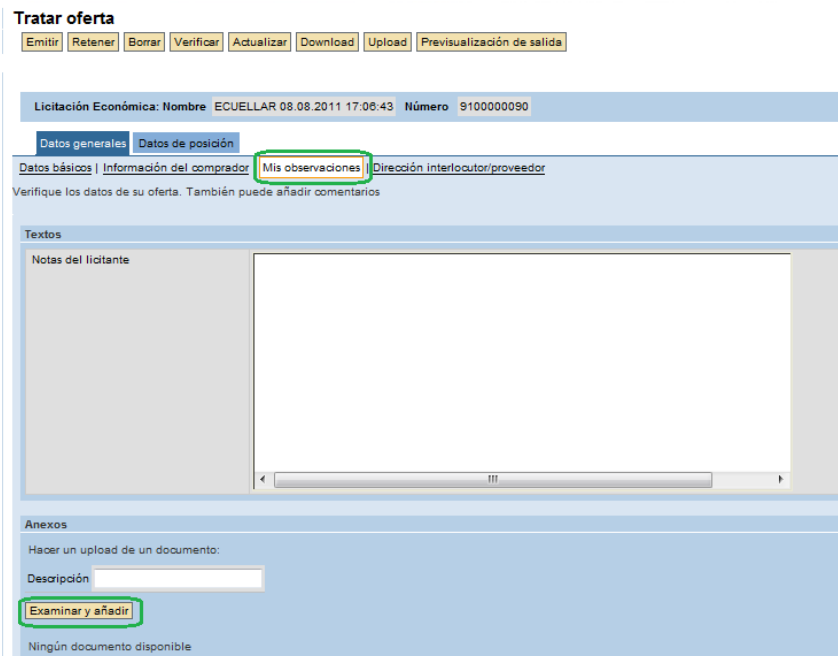 Tratar oferta
Emitir Retener Borrar Verificar Actualizar Download Upload Previsualización de salida
Licitación Económica: Nombre ECUELLAR 08.08.2011 17:06:43 Número 9100000090
Datos generales Datos de posición
Datos básicos | Información del comprador | Mis observaciones | Dirección interlocutor/proveedor
Verifique los datos de su oferta. También puede añadir comentarios
Textos
Notas del licitante
Anexos
Hacer un upload de un documento:
Descripción
Examinar y añadir
Ningún documento disponible